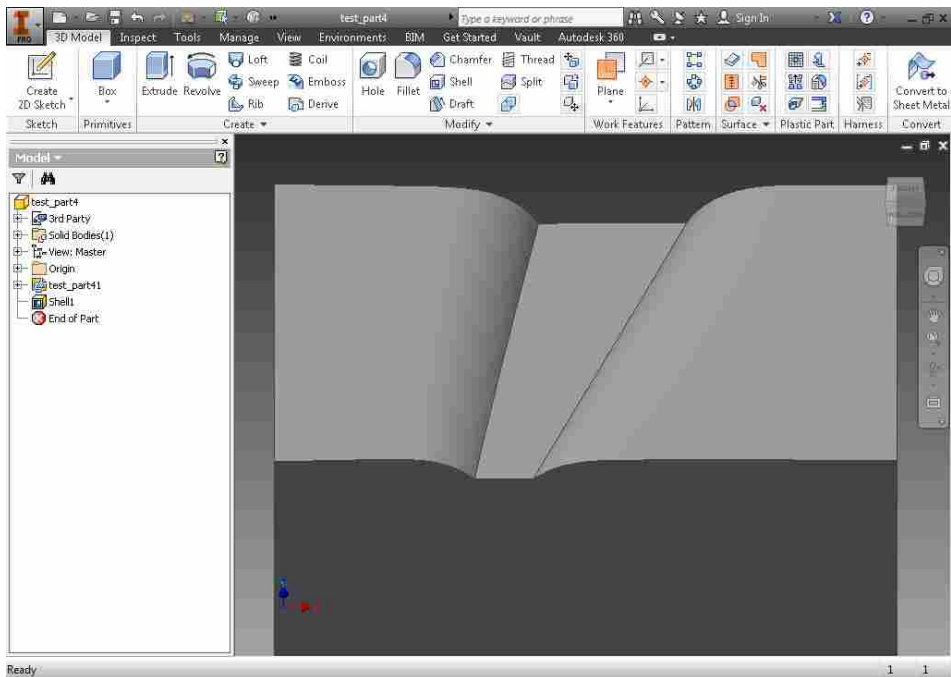 PRO
test_part4
Type a keyword or phrase
Sign In
3D Model Inspect Tools Manage View Environments BIM Get Started Vault Autodesk 360
Create
2D Sketch
Box
Extrude
Revolve
Loft
Sweep
Rib
Coil
Emboss
Derive
Hole
Fillet
Chamfer
Shell
Draft
Thread
Split
Plane
Convert to
Sheet Metal
Sketch Primitives Create Modify Work Features Pattern Surface Plastic Part Harness Convert
Model
test_part4
3rd Party
Solid Bodies(1)
View: Master
Origin
test_part41
Shell1
End of Part
Ready
1 1